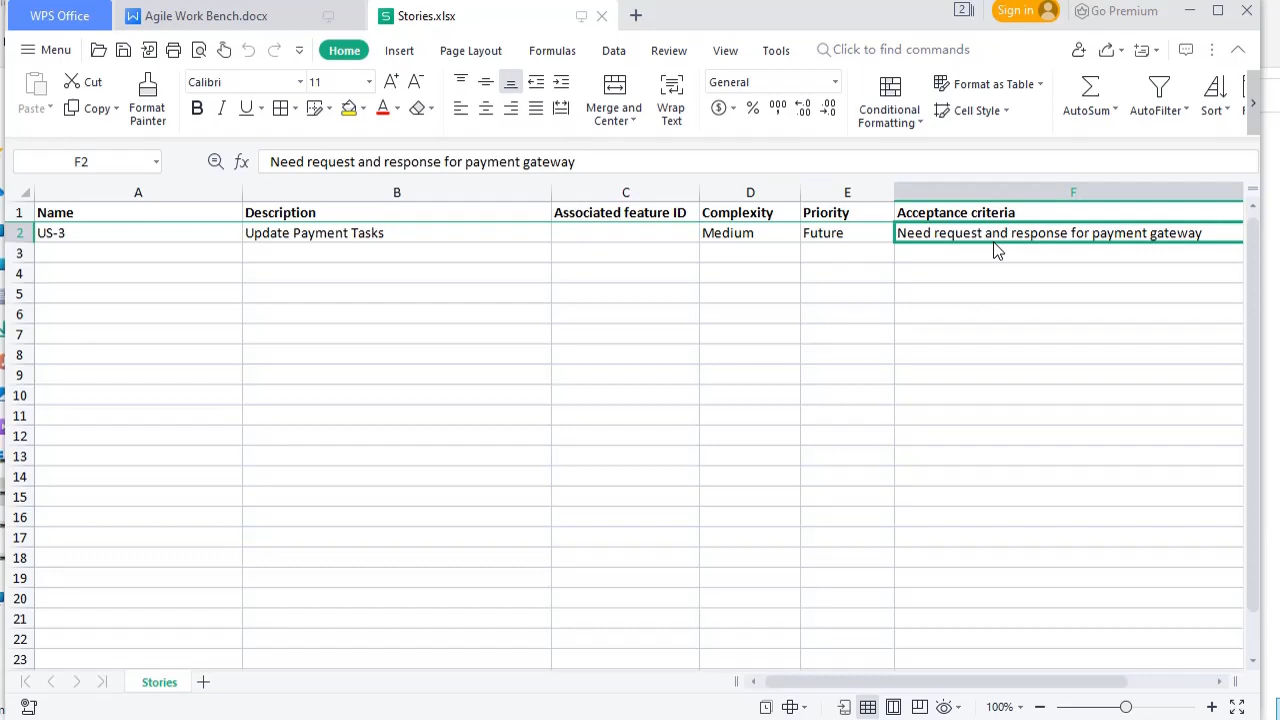 WPS Office
Agile Work Bench.docx
Stories.xlsx
2
Sign in
Go Premium
Menu
Home
Insert
Page Layout
Formulas
Data
Review
View
Tools
Click to find commands
Cut
Paste
Copy
Format Painter
Calibri
11
Merge and Center
Wrap Text
General
Conditional Formatting
Format as Table
Cell Style
AutoSum
AutoFilter
Sort
F2
Need request and response for payment gateway
A B C D E F
1 Name Description Associated feature ID Complexity Priority Acceptance criteria
2 US-3 Update Payment Tasks Medium Future Need request and response for payment gateway
3
4
5
6
7
8
9
10
11
12
13
14
15
16
17
18
19
20
21
22
23
Stories
100%